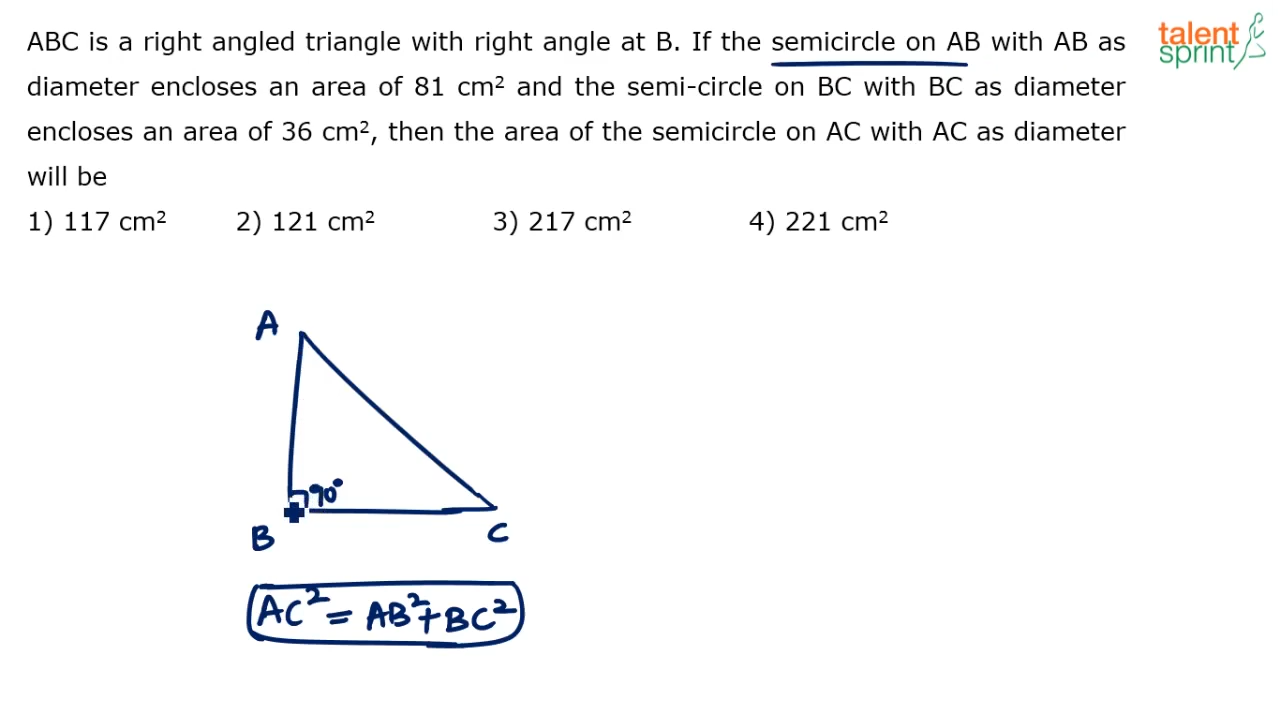 talent
sprint
ABC is a right angled triangle with right angle at B. If the semicircle on AB with AB as
diameter encloses an area of 81 cm² and the semi-circle on BC with BC as diameter
encloses an area of 36 cm², then the area of the semicircle on AC with AC as diameter
will be
1) 117 cm² 2) 121 cm² 3) 217 cm² 4) 221 cm²
A
90°
B C
AC² = AB² + BC²